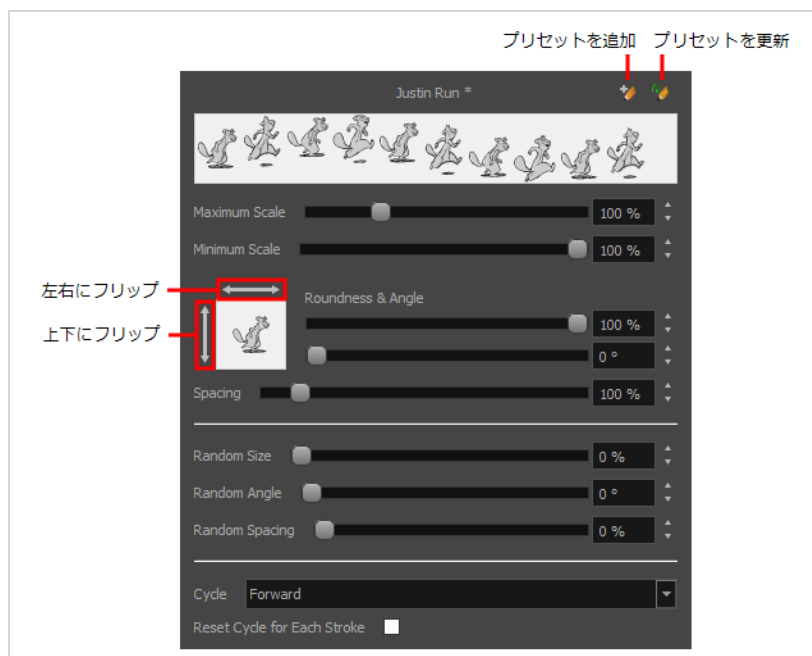 プリセットを追加 プリセットを更新
Justin Run *
Maximum Scale 100 %
Minimum Scale 100 %
左右にフリップ
Roundness & Angle
上下にフリップ
100 %
0 °
Spacing 100 %
Random Size 0 %
Random Angle 0 °
Random Spacing 0 %
Cycle Forward
Reset Cycle for Each Stroke